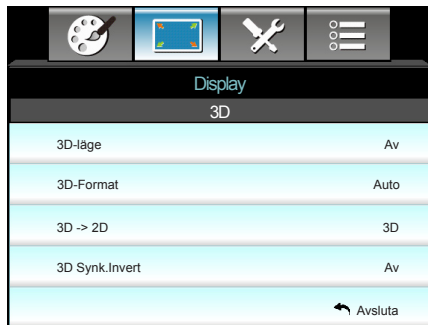 Display
3D
3D-läge Av
3D-Format Auto
3D -> 2D 3D
3D Synk.Invert Av
Avsluta